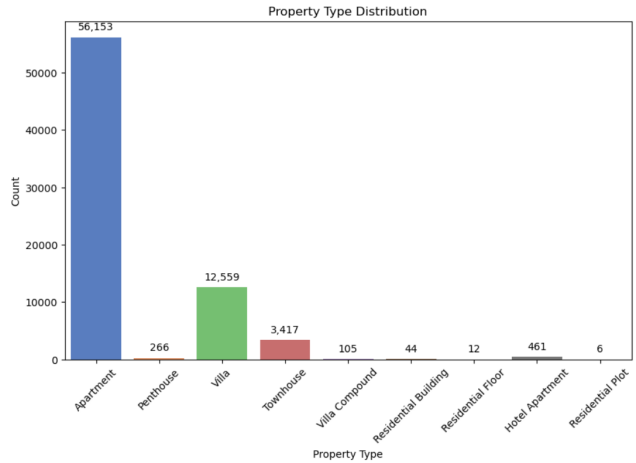 Property Type Distribution
56,153
50000
40000
30000
20000
10000
0
Count
266
12,559
3,417
105
44
12
461
6
Apartment
Penthouse
Villa
Townhouse
Villa Compound
Residential Building
Residential Floor
Hotel Apartment
Residential Plot
Property Type